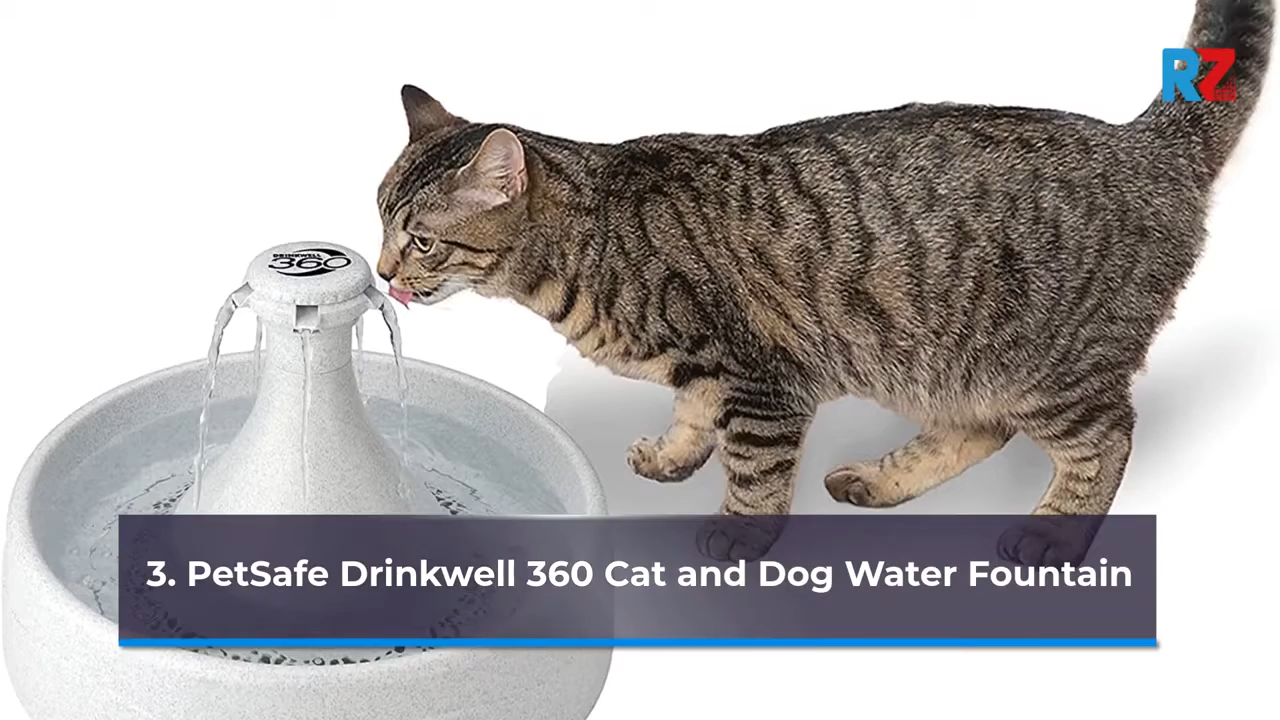 RZ
DRINKWELL
360
3. PetSafe Drinkwell 360 Cat and Dog Water Fountain